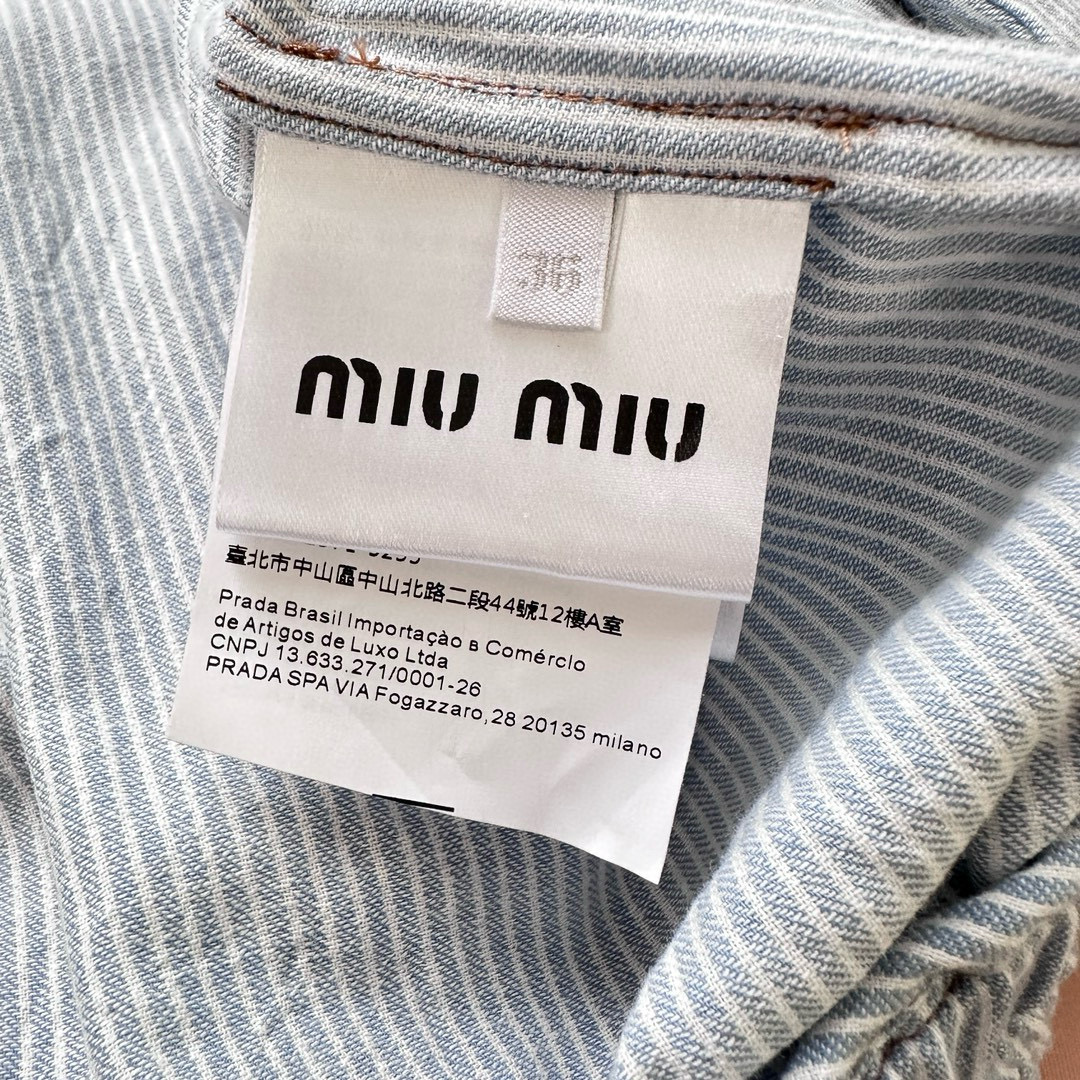 36
miu miu
臺北市中山區中山北路二段44號12樓A室
Prada Brasil Importaçào в Comérclo
de Artigos de Luxo Ltda
CNPJ 13.633.271/0001-26
PRADA SPA VIA Fogazzaro,28 20135 milano